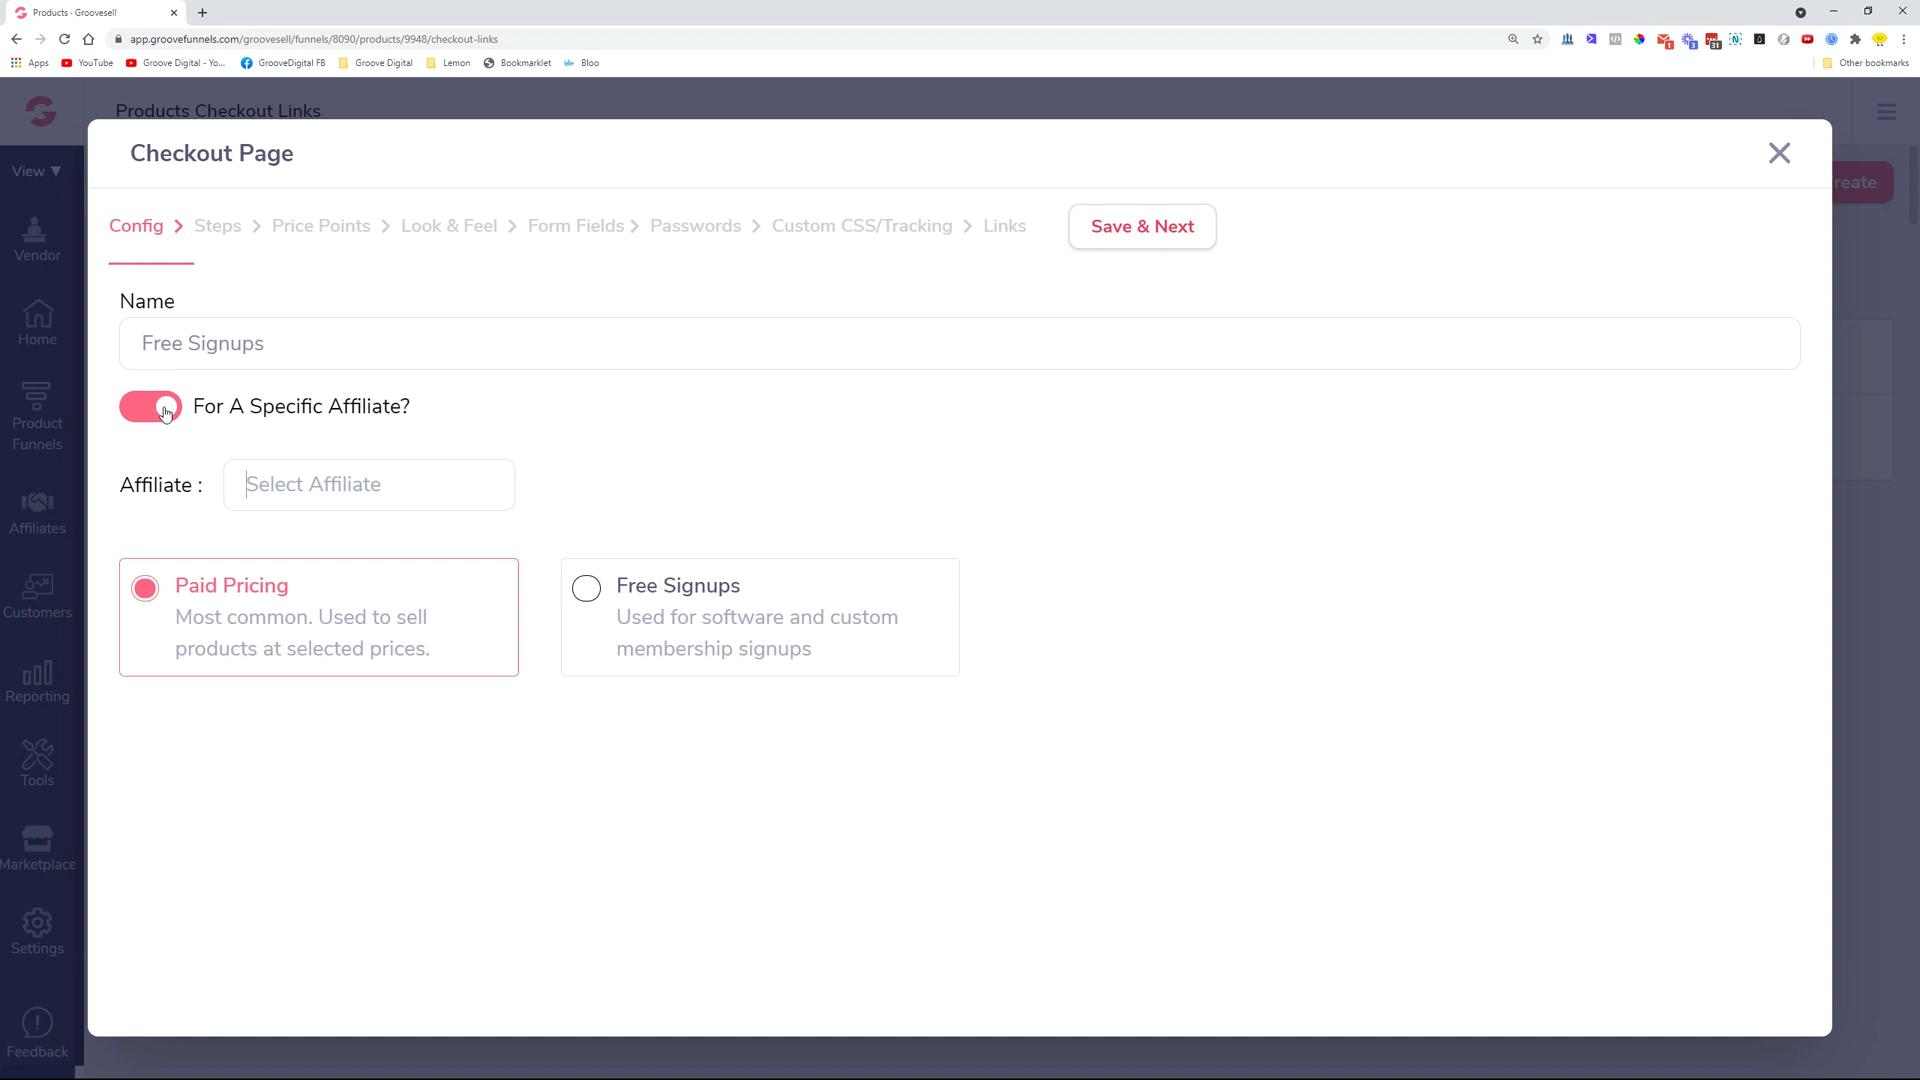 Products - Groovesell
app.groovefunnels.com/groovesell/funnels/8090/products/9948/checkout-links
Apps YouTube Groove Digital - Yo... GrooveDigital FB Groove Digital Lemon Bookmarklet Bloo Other bookmarks
Products Checkout Links
View ▼
Vendor
Home
Product
Funnels
Affiliates
Customers
Reporting
Tools
Marketplace
Settings
Feedback
reate
Checkout Page
Config > Steps > Price Points > Look & Feel > Form Fields > Passwords > Custom CSS/Tracking > Links
Save & Next
Name
Free Signups
For A Specific Affiliate?
Affiliate : Select Affiliate
Paid Pricing
Most common. Used to sell
products at selected prices.
Free Signups
Used for software and custom
membership signups